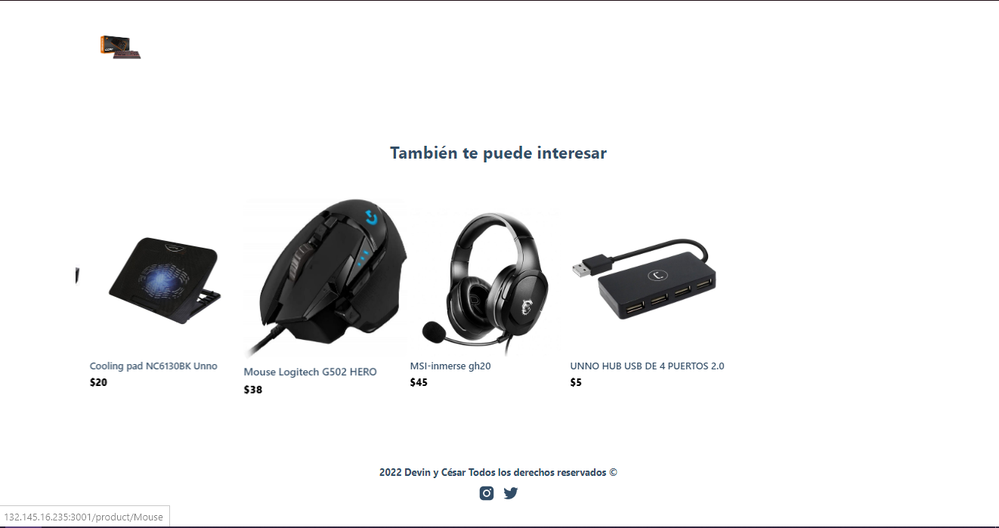 También te puede interesar
Cooling pad NC6130BK Unno
$20
Mouse Logitech G502 HERO
$38
MSI-inmerse gh20
$45
UNNO HUB USB DE 4 PUERTOS 2.0
$5
2022 Devin y César Todos los derechos reservados ©
132.145.16.235:3001/product/Mouse